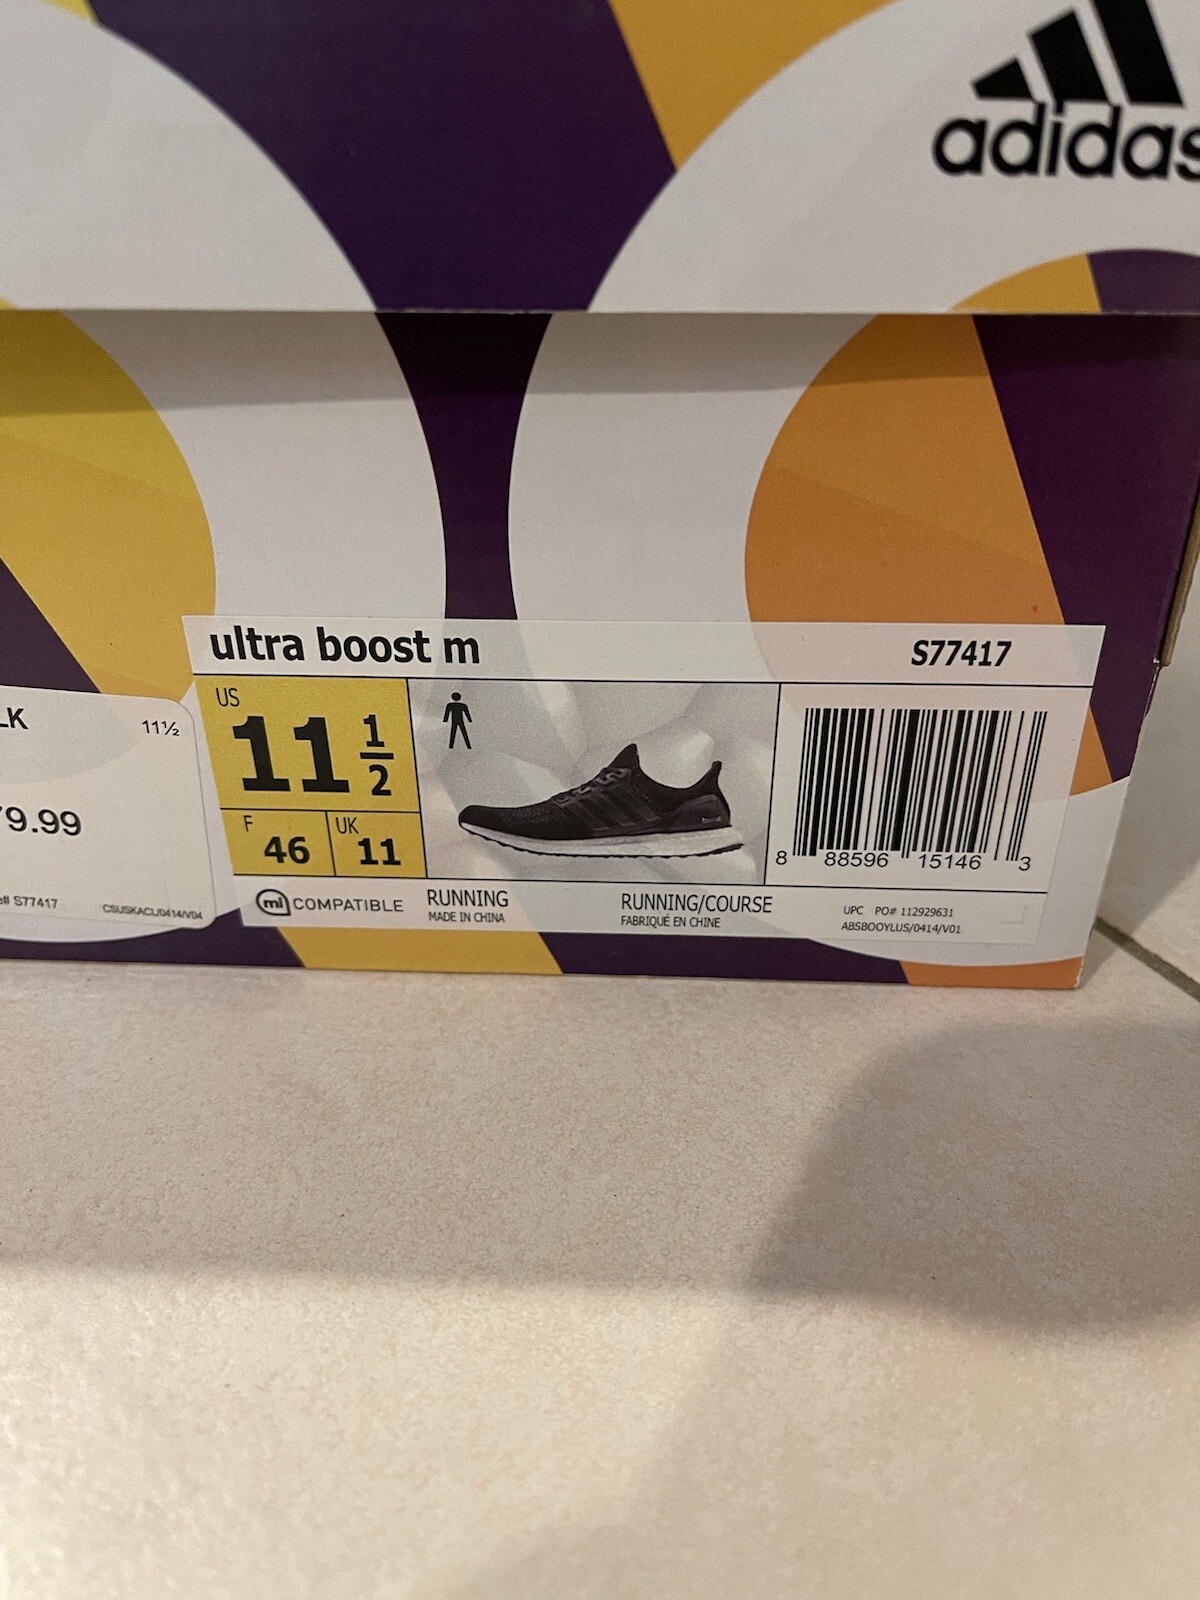 adidas
ultra boost m
S77417
US
11 1/2
F
46
UK
11
8 88596 15146 3
mi COMPATIBLE
RUNNING
MADE IN CHINA
RUNNING/COURSE
FABRIQUÉ EN CHINE
UPC PO# 112929631
ABSBOOYLUS/0414/V01
LK
11½
79.99
# S77417
CSUSKACL/0414/V04
boost